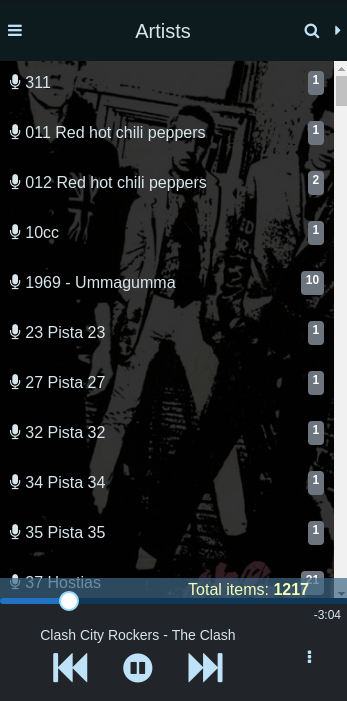 Artists
311 1
011 Red hot chili peppers 1
012 Red hot chili peppers 2
10cc 1
1969 - Ummagumma 10
23 Pista 23 1
27 Pista 27 1
32 Pista 32 1
34 Pista 34 1
35 Pista 35 1
37 Hostias 21
Total items: 1217
-3:04
Clash City Rockers - The Clash